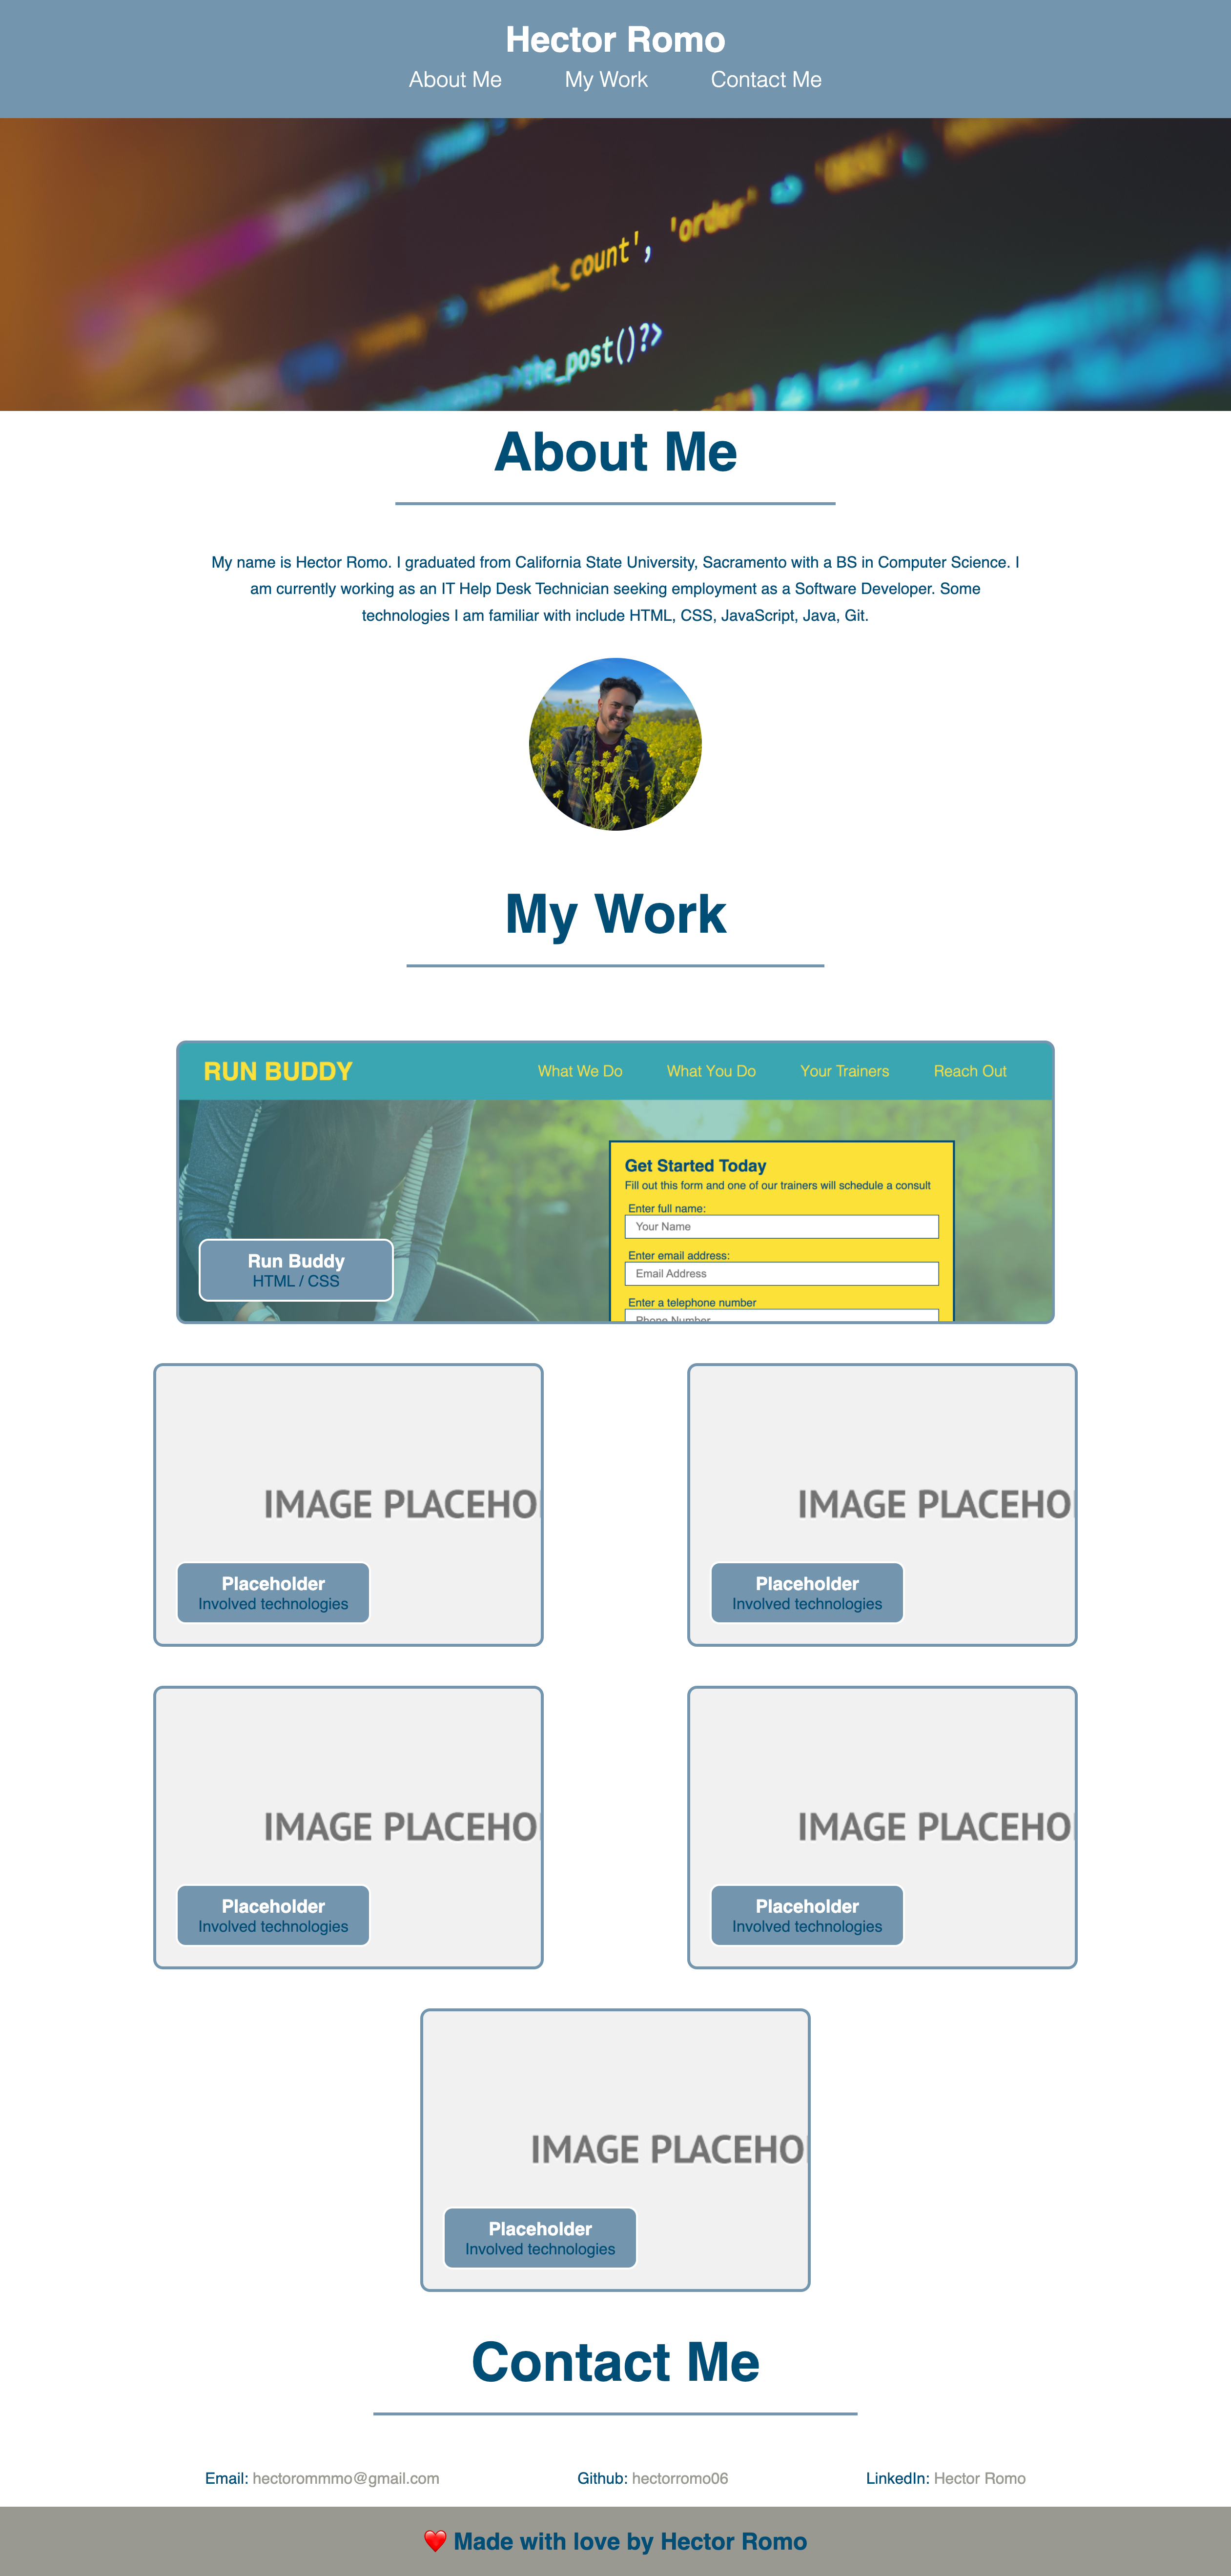 Hector Romo
About Me My Work Contact Me
comment_count', 'order'
the_post()?>
About Me
My name is Hector Romo. I graduated from California State University, Sacramento with a BS in Computer Science. I
am currently working as an IT Help Desk Technician seeking employment as a Software Developer. Some
technologies I am familiar with include HTML, CSS, JavaScript, Java, Git.
My Work
RUN BUDDY What We Do What You Do Your Trainers Reach Out
Get Started Today
Fill out this form and one of our trainers will schedule a consult
Enter full name:
Your Name
Enter email address:
Email Address
Enter a telephone number
Phone Number
Run Buddy
HTML / CSS
IMAGE PLACEHO
Placeholder
Involved technologies
IMAGE PLACEHO
Placeholder
Involved technologies
IMAGE PLACEHO
Placeholder
Involved technologies
IMAGE PLACEHO
Placeholder
Involved technologies
IMAGE PLACEHO
Placeholder
Involved technologies
Contact Me
Email: hectorommmo@gmail.com Github: hectorromo06 LinkedIn: Hector Romo
❤️ Made with love by Hector Romo